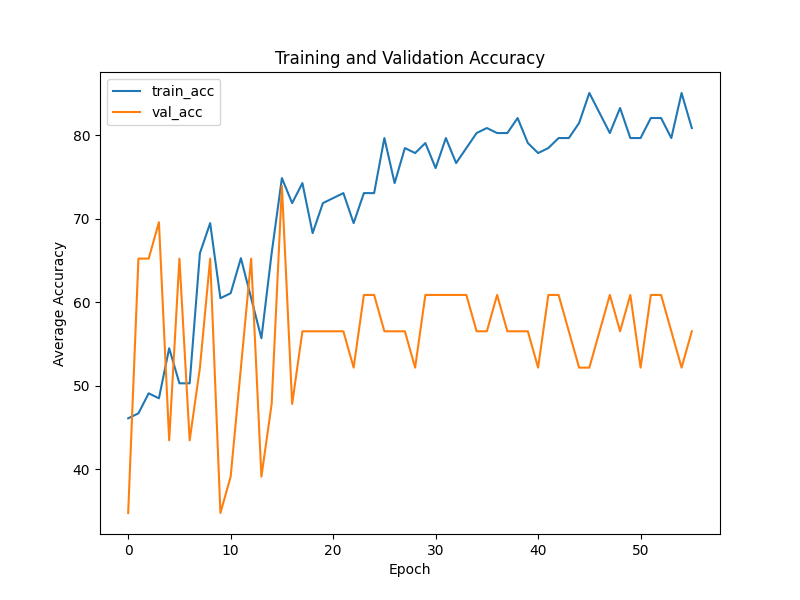 Training and Validation Accuracy
train_acc
val_acc
80
70
60
50
40
Average Accuracy
0 10 20 30 40 50
Epoch